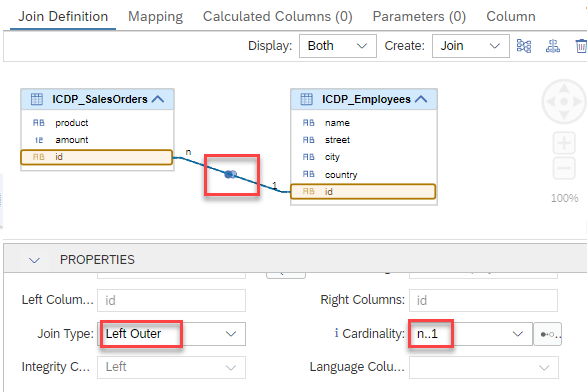 Join Definition Mapping Calculated Columns (0) Parameters (0) Column
Display: Both Create: Join
ICDP_SalesOrders
AB product
12 amount
AB id
n
1
ICDP_Employees
AB name
AB street
AB city
AB country
AB id
100%
PROPERTIES
Left Colum... id Right Columns: id
Join Type: Left Outer i Cardinality: n..1
Integrity C... Left Language Colu...